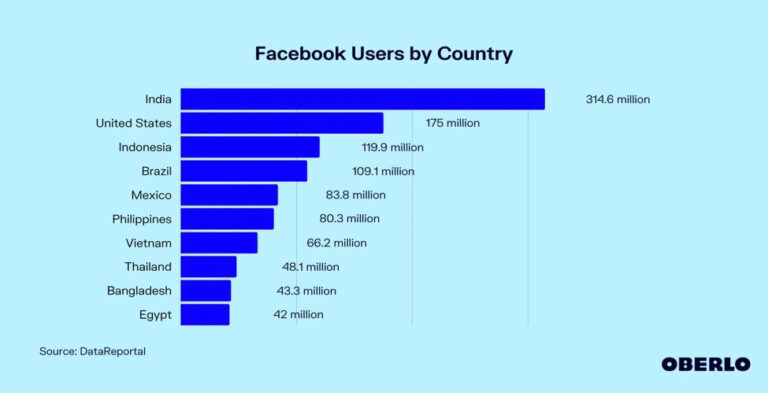 Facebook Users by Country
India 314.6 million
United States 175 million
Indonesia 119.9 million
Brazil 109.1 million
Mexico 83.8 million
Philippines 80.3 million
Vietnam 66.2 million
Thailand 48.1 million
Bangladesh 43.3 million
Egypt 42 million
Source: DataReportal
OBERLO